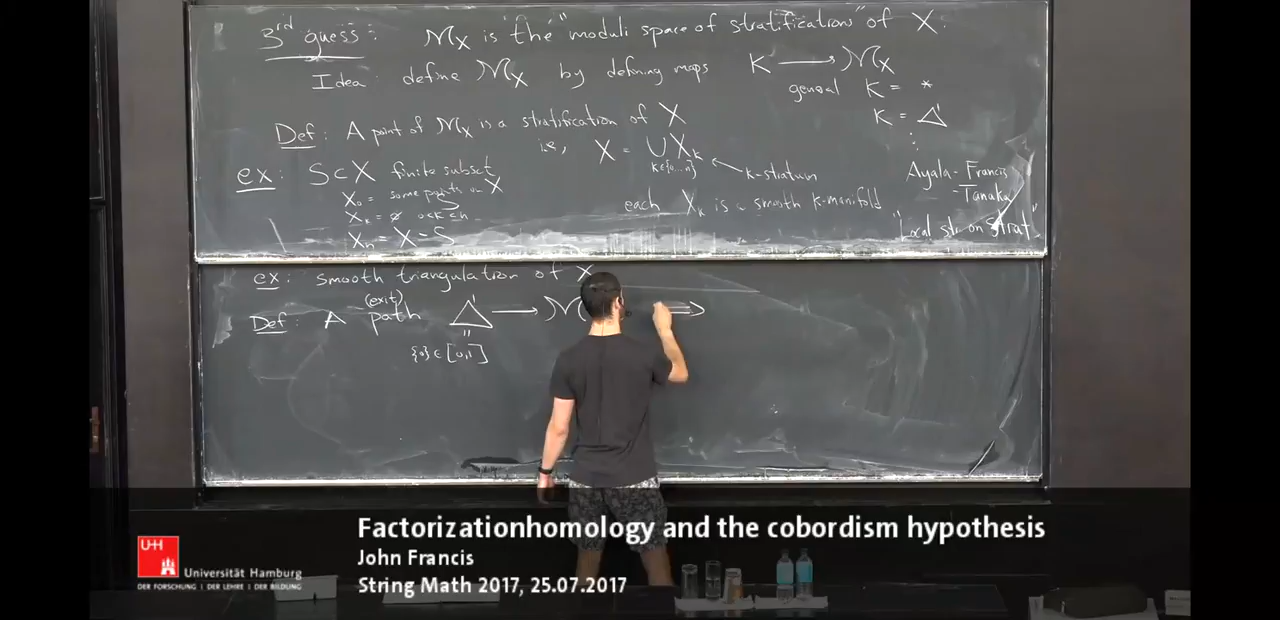 3rd guess: M_X is "the" "moduli space of stratifications" of X.
Idea: define M_X by defining maps K → M_X
general K = *
K = Δ¹
⋮
Def: A point of M_X is a stratification of X
i.e., X = ∪ X_k
k∈{0...n}
k-stratum
each X_k is a smooth k-manifold
Ayala - Francis
- Tanaka
"Local str on Strat"
ex: S⊂X finite subset
X_0 = some points on X
X_k = ∅ 0<k<n
X_n = X - S
ex: smooth triangulation of X
Def: A (exit) path Δ¹ → M ⟹
{0} ⊂ [0,1]
Factorizationhomology and the cobordism hypothesis
John Francis
String Math 2017, 25.07.2017
UH
Universität Hamburg
DER FORSCHUNG | DER LEHRE | DER BILDUNG